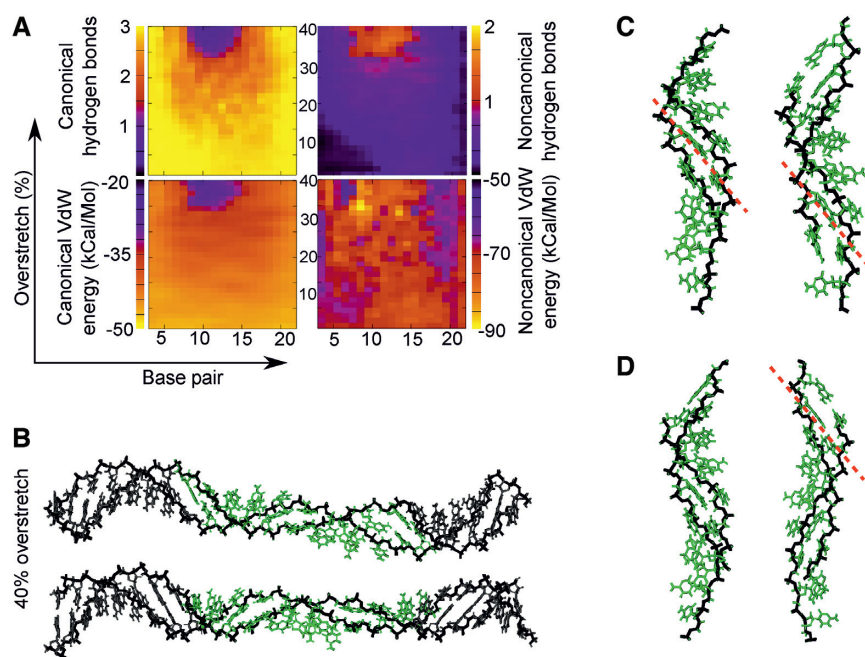 A
Canonical
hydrogen bonds
3
2
1
40
30
20
10
2
1
Noncanonical
hydrogen bonds
Overstretch (%)
Canonical VdW
energy (kCal/Mol)
-20
-35
-50
40
30
20
10
-50
-70
-90
Noncanonical VdW
energy (kCal/Mol)
5 10 15 20
5 10 15 20
Base pair
B
40% overstretch
C
D